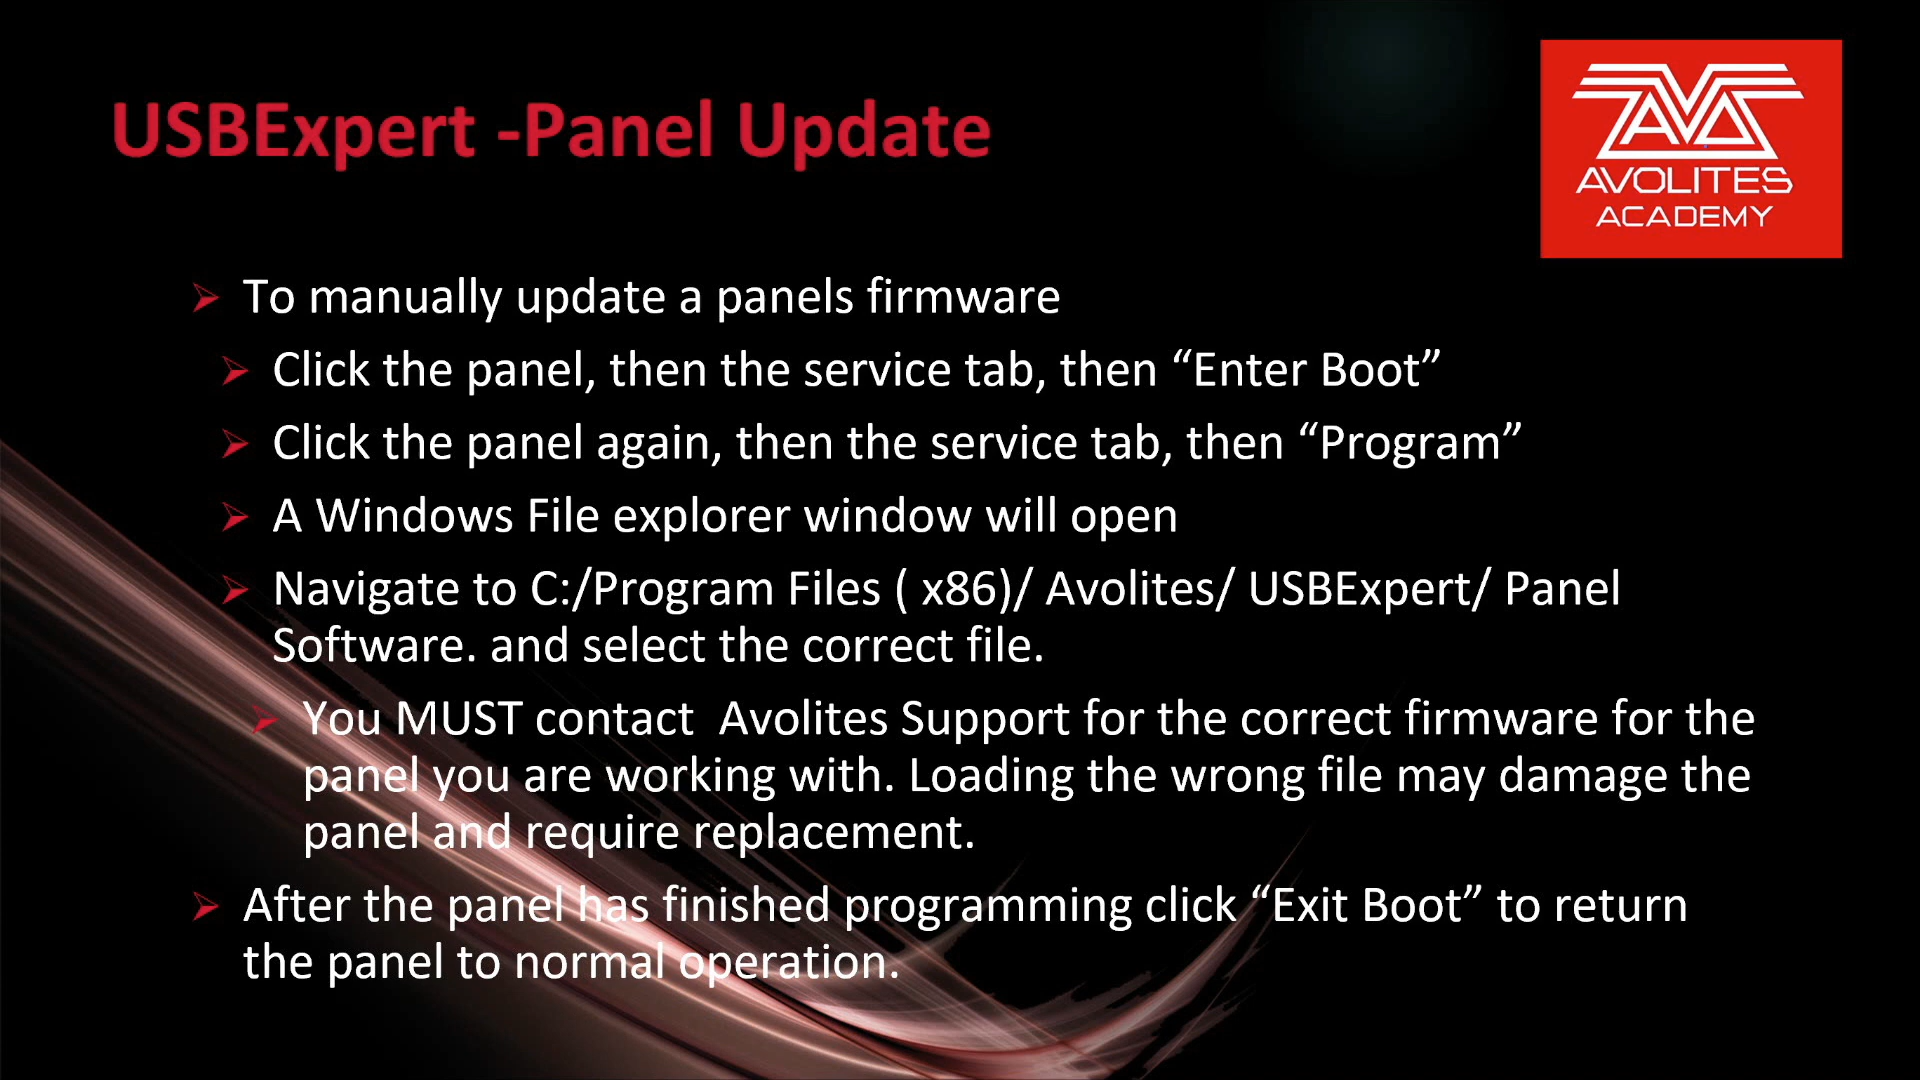 USBExpert -Panel Update
AVOLITES
ACADEMY
To manually update a panels firmware
Click the panel, then the service tab, then “Enter Boot”
Click the panel again, then the service tab, then “Program”
A Windows File explorer window will open
Navigate to C:/Program Files ( x86)/ Avolites/ USBExpert/ Panel
Software. and select the correct file.
You MUST contact  Avolites Support for the correct firmware for the
panel you are working with. Loading the wrong file may damage the
panel and require replacement.
After the panel has finished programming click “Exit Boot” to return
the panel to normal operation.